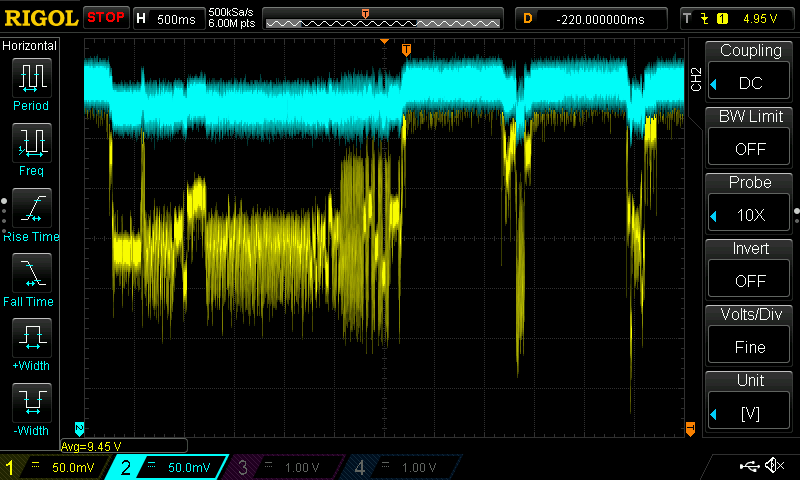 RIGOL STOP H 500ms 500kSa/s 6.00M pts T D -220.000000ms T 1 4.95 V
Horizontal
Period
Freq
Rise Time
Fall Time
+Width
-Width
T
CH2
Coupling
DC
BW Limit
OFF
Probe
10X
Invert
OFF
Volts/Div
Fine
Unit
[V]
2
T
Avg=9.45 V
1 50.0mV 2 50.0mV 3 1.00 V 4 1.00 V